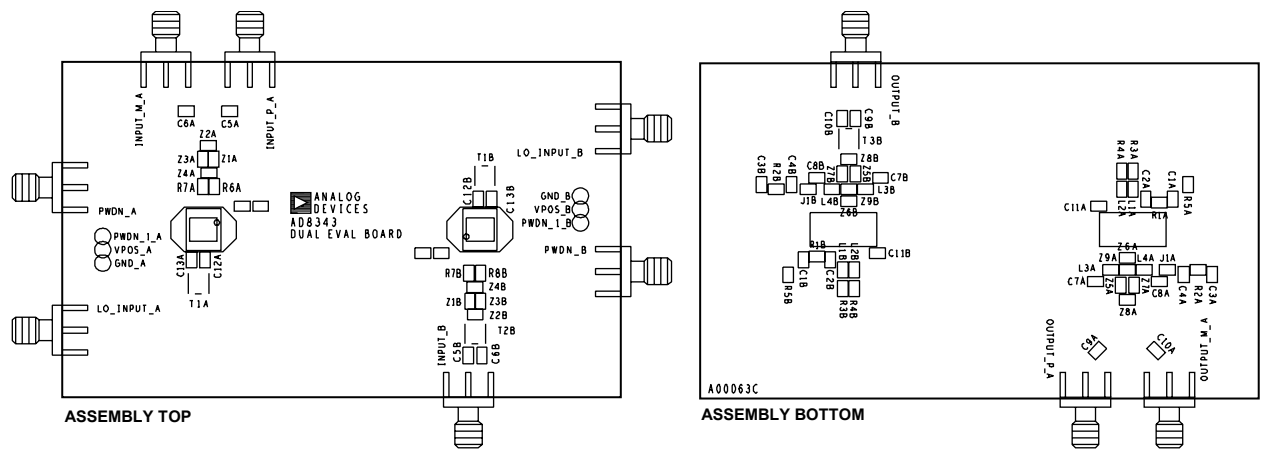 INPUT_M_A
INPUT_P_A
C6A
C5A
Z2A
Z3A
Z1A
Z4A
R7A
R6A
ANALOG
DEVICES
AD8343
DUAL EVAL BOARD
PWDN_A
PWDN_1_A
VPOS_A
GND_A
C13A
C12A
T1A
LO_INPUT_A
LO_INPUT_B
T1B
C12B
C13B
GND_B
VPOS_B
PWDN_1_B
PWDN_B
R7B
R8B
Z4B
Z1B
Z3B
Z2B
T2B
INPUT_B
C5B
C6B
ASSEMBLY TOP
OUTPUT_B
C10B
C9B
T3B
Z8B
C3B
R2B
C4B
C8B
Z7B
Z5B
C7B
J1B
L4B
L3B
Z9B
Z6B
R1B
L1B
L2B
C11B
C1B
C2B
R5B
R3B
R4B
R4A
R3A
C2A
C1A
R5A
C11A
L2A
L1A
R1A
Z6A
Z9A
L3A
L4A
J1A
C7A
Z5A
Z7A
C8A
C4A
R2A
C3A
Z8A
C9A
C10A
OUTPUT_P_A
OUTPUT_M_A
A00063C
ASSEMBLY BOTTOM